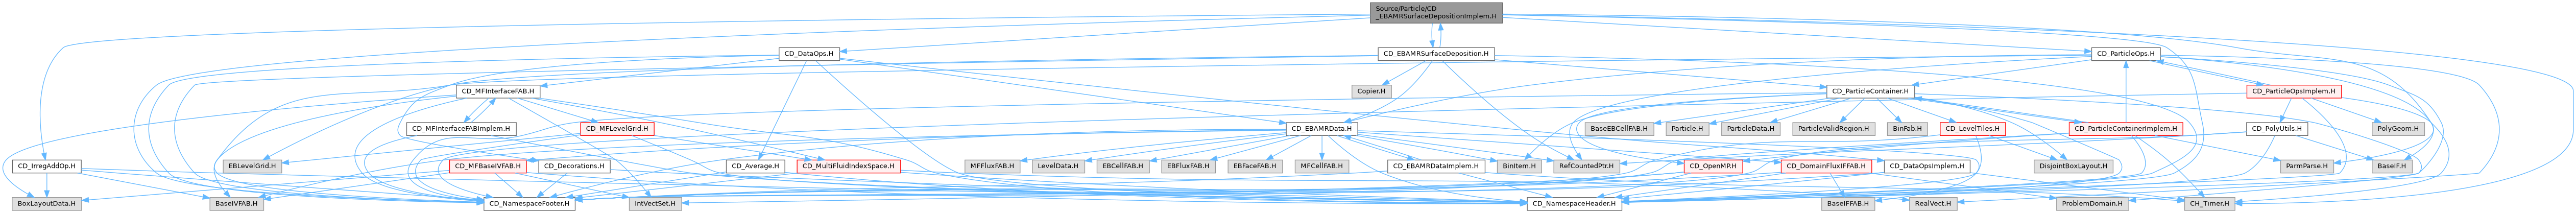 Source/Particle/CD
_EBAMRSurfaceDepositionImplem.H
CD_DataOps.H
CD_EBAMRSurfaceDeposition.H
CD_ParticleOps.H
CD_MFInterfaceFAB.H
Copier.H
CD_ParticleContainer.H
CD_ParticleOpsImplem.H
CD_MFInterfaceFABImplem.H
CD_MFLevelGrid.H
CD_EBAMRData.H
BaseEBCellFAB.H
Particle.H
ParticleData.H
ParticleValidRegion.H
BinFab.H
CD_LevelTiles.H
CD_ParticleContainerImplem.H
CD_PolyUtils.H
PolyGeom.H
CD_IrregAddOp.H
EBLevelGrid.H
CD_MFBaseIVFAB.H
CD_Decorations.H
CD_Average.H
CD_MultiFluidIndexSpace.H
MFFluxFAB.H
LevelData.H
EBCellFAB.H
EBFluxFAB.H
EBFaceFAB.H
MFCellFAB.H
CD_EBAMRDataImplem.H
BinItem.H
RefCountedPtr.H
CD_OpenMP.H
CD_DomainFluxIFFAB.H
CD_DataOpsImplem.H
DisjointBoxLayout.H
ParmParse.H
BaseIF.H
BoxLayoutData.H
BaseIVFAB.H
CD_NamespaceFooter.H
IntVectSet.H
CD_NamespaceHeader.H
BaseIFFAB.H
RealVect.H
ProblemDomain.H
CH_Timer.H